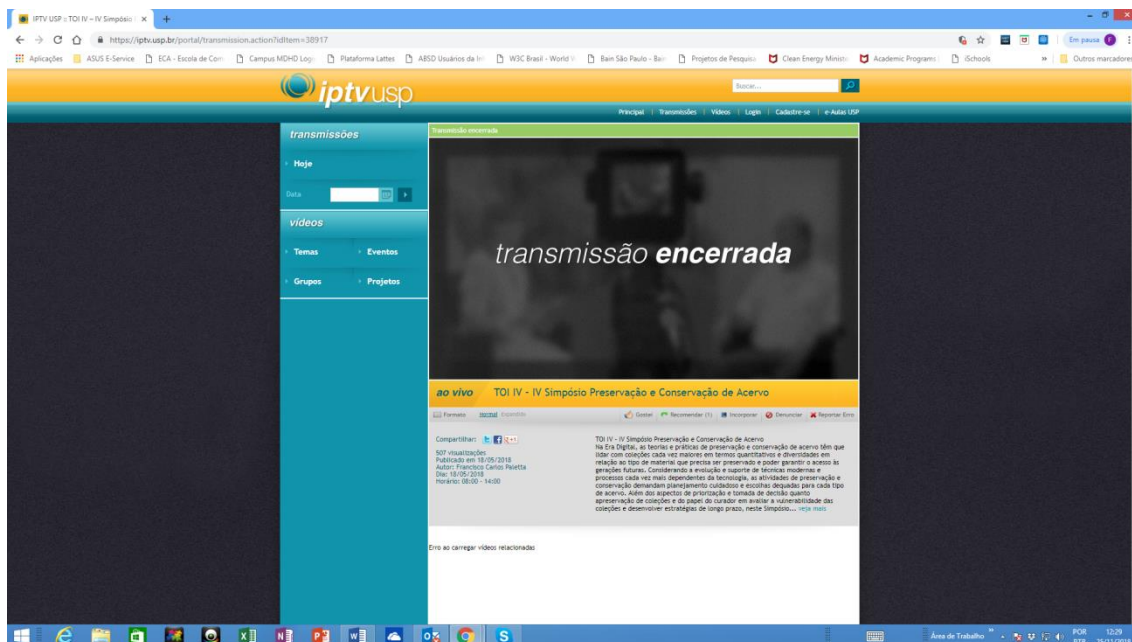 IPTV USP :: TOI IV – IV Simpósio
https://iptv.usp.br/portal/transmission.action?idItem=38917
Em pausa
Aplicações
ASUS E-Service
ECA - Escola de Com
Campus MDHD Log
Plataforma Lattes
ABSD Usuários da In
W3C Brasil - World W
Bain São Paulo - Bain
Projetos de Pesquisa
Clean Energy Ministe
Academic Programs
iSchools
»
Outros marcadores
iptvusp
Buscar...
Principal | Transmissões | Vídeos | Login | Cadastre-se | e-Aulas USP
transmissões
Hoje
Data
vídeos
Temas
Eventos
Grupos
Projetos
Transmissão encerrada
transmissão encerrada
ao vivo TOI IV - IV Simpósio Preservação e Conservação de Acervo
Formato normal Expandido
Gostei Recomendar (1) Incorporar Denunciar Reportar Erro
Compartilhar:
507 visualizações
Publicado em 18/05/2018
Autor: Francisco Carlos Paletta
Dia: 18/05/2018
Horário: 08:00 - 14:00
TOI IV - IV Simpósio Preservação e Conservação de Acervo
Na Era Digital, as teorias e práticas de preservação e conservação de acervo têm que
lidar com coleções cada vez maiores em termos quantitativos e diversidades em
relação ao tipo de material que precisa ser preservado e poder garantir o acesso às
gerações futuras. Considerando a evolução e suporte de técnicas modernas e
processos cada vez mais dependentes da tecnologia, as atividades de preservação e
conservação demandam planejamento cuidadoso e escolhas dequadas para cada tipo
de acervo. Além dos aspectos de priorização e tomada de decisão quanto
apreservação de coleções e do papel do curador em avaliar a vulnerabilidade das
coleções e desenvolver estratégias de longo prazo, neste Simpósio... veja mais
Erro ao carregar vídeos relacionadas
Área de Trabalho
POR 12:29